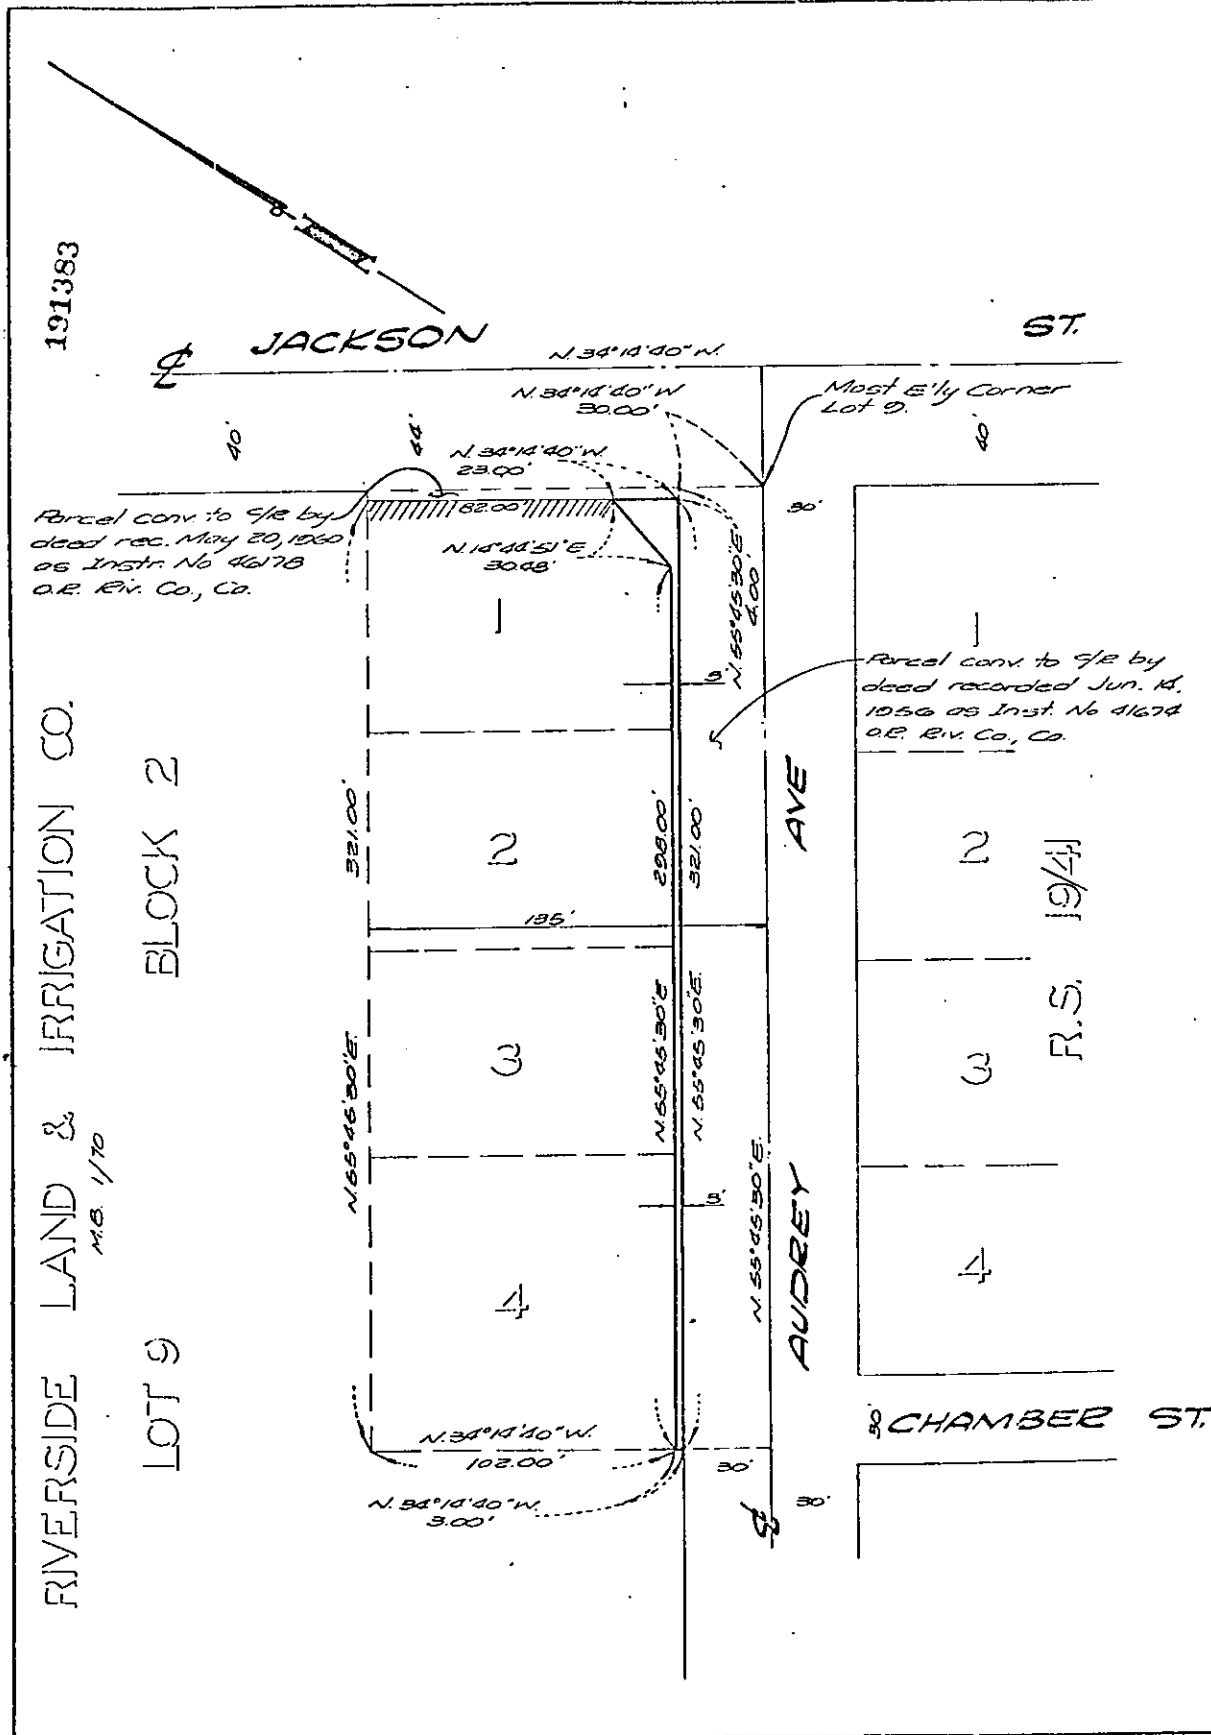 191383
JACKSON ST.
N. 34°14'40" W.
N. 34°14'40" W
30.00'
Most E'ly Corner
Lot 9.
40'
44'
40'
N. 34°14'40" W.
23.00'
82.00'
30'
Parcel conv. to C/R by
deed rec. May 20, 1960
as Instr. No 46178
O.R. Riv. Co., Ca.
N. 14°44'51" E
30.48'
N. 55°45'30" E
4.00'
1
1
3'
Parcel conv. to C/R by
deed recorded Jun. 14,
1956 as Inst. No 41674
O.R. Riv. Co., Ca.
RIVERSIDE LAND & IRRIGATION CO.
M.B. 1/70
LOT 9 BLOCK 2
321.00'
2
298.00'
321.00'
AUDREY AVE
2
R.S. 19/41
135'
N. 55°45'30" E.
3
N. 55°45'30" E
N. 55°45'30" E.
3
3'
N. 55°45'30" E.
4
4
N. 34°14'40" W.
102.00'
30'
30' CHAMBER ST.
N. 34°14'40" W.
3.00'
30'